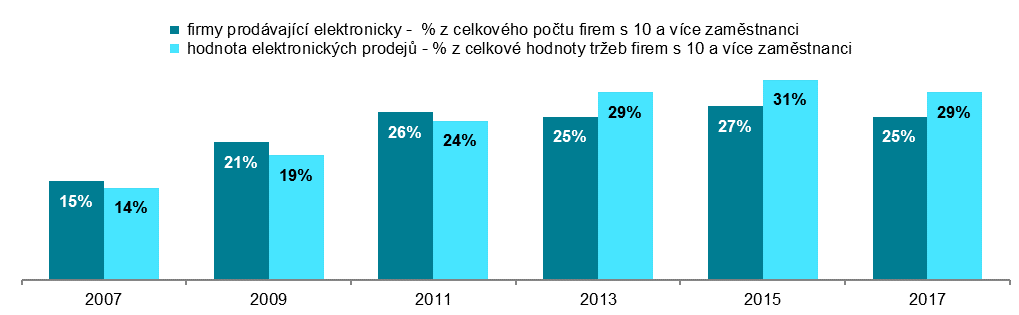 firmy prodávající elektronicky -  % z celkového počtu firem s 10 a více zaměstnanci
hodnota elektronických prodejů - % z celkové hodnoty tržeb firem s 10 a více zaměstnanci
15% 14% 21% 19% 26% 24% 25% 29% 27% 31% 25% 29%
2007 2009 2011 2013 2015 2017